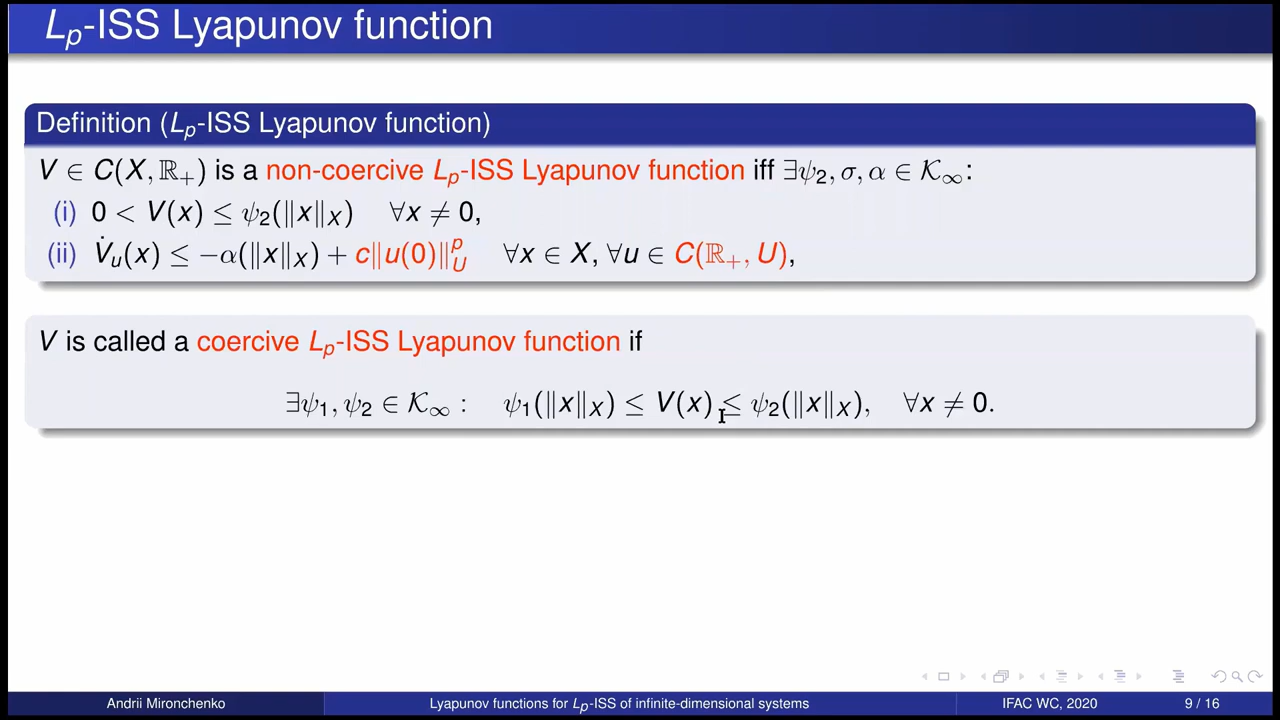 Lₚ-ISS Lyapunov function
Definition (Lₚ-ISS Lyapunov function)
V ∈ C(X, ℝ₊) is a non-coercive Lₚ-ISS Lyapunov function iff ∃ψ₂, σ, α ∈ 𝒦∞:
(i) 0 < V(x) ≤ ψ₂(‖x‖_X) ∀x ≠ 0,
(ii) V̇ᵤ(x) ≤ −α(‖x‖_X) + c‖u(0)‖_U^p ∀x ∈ X, ∀u ∈ C(ℝ₊, U),
V is called a coercive Lₚ-ISS Lyapunov function if
∃ψ₁, ψ₂ ∈ 𝒦∞ : ψ₁(‖x‖_X) ≤ V(x) ≤ ψ₂(‖x‖_X), ∀x ≠ 0.
Andrii Mironchenko Lyapunov functions for Lₚ-ISS of infinite-dimensional systems IFAC WC, 2020 9 / 16